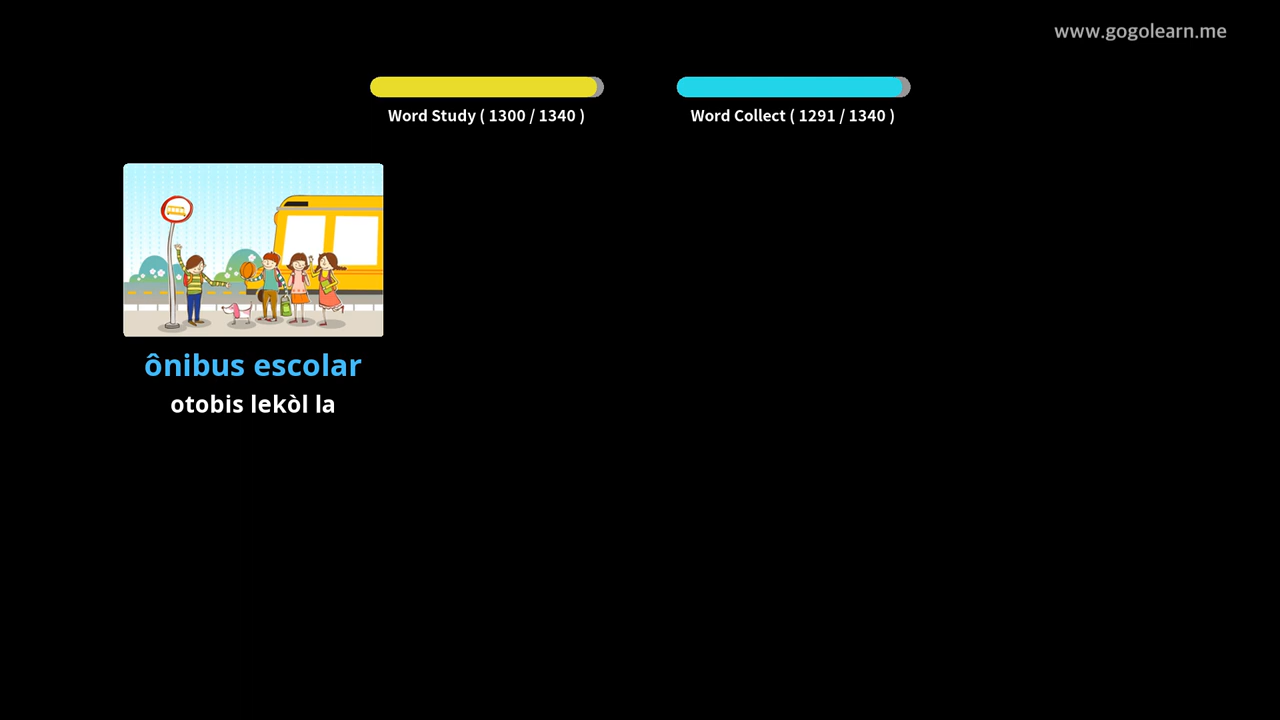 www.gogolearn.me
Word Study ( 1300 / 1340 )
Word Collect ( 1291 / 1340 )
ônibus escolar
otobis lekòl la